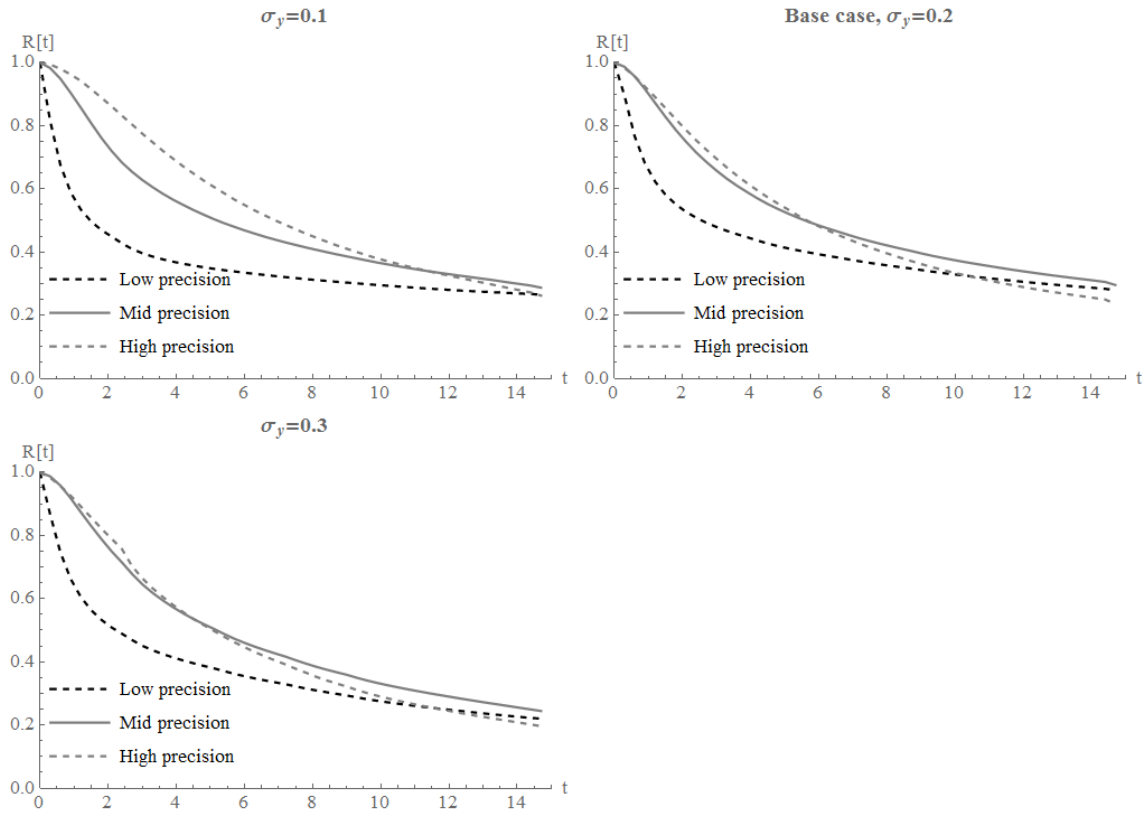 σy=0.1
R[t]
1.0
0.8
0.6
0.4
0.2
0.0
Low precision
Mid precision
High precision
0 2 4 6 8 10 12 14 t
Base case, σy=0.2
R[t]
1.0
0.8
0.6
0.4
0.2
0.0
Low precision
Mid precision
High precision
0 2 4 6 8 10 12 14 t
σy=0.3
R[t]
1.0
0.8
0.6
0.4
0.2
0.0
Low precision
Mid precision
High precision
0 2 4 6 8 10 12 14 t